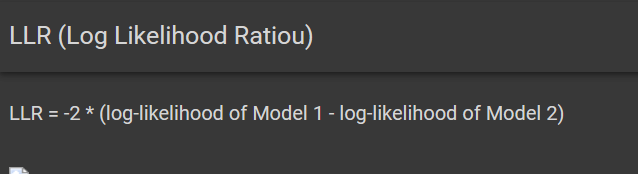 LLR (Log Likelihood Ratiou)
LLR = -2 * (log-likelihood of Model 1 - log-likelihood of Model 2)